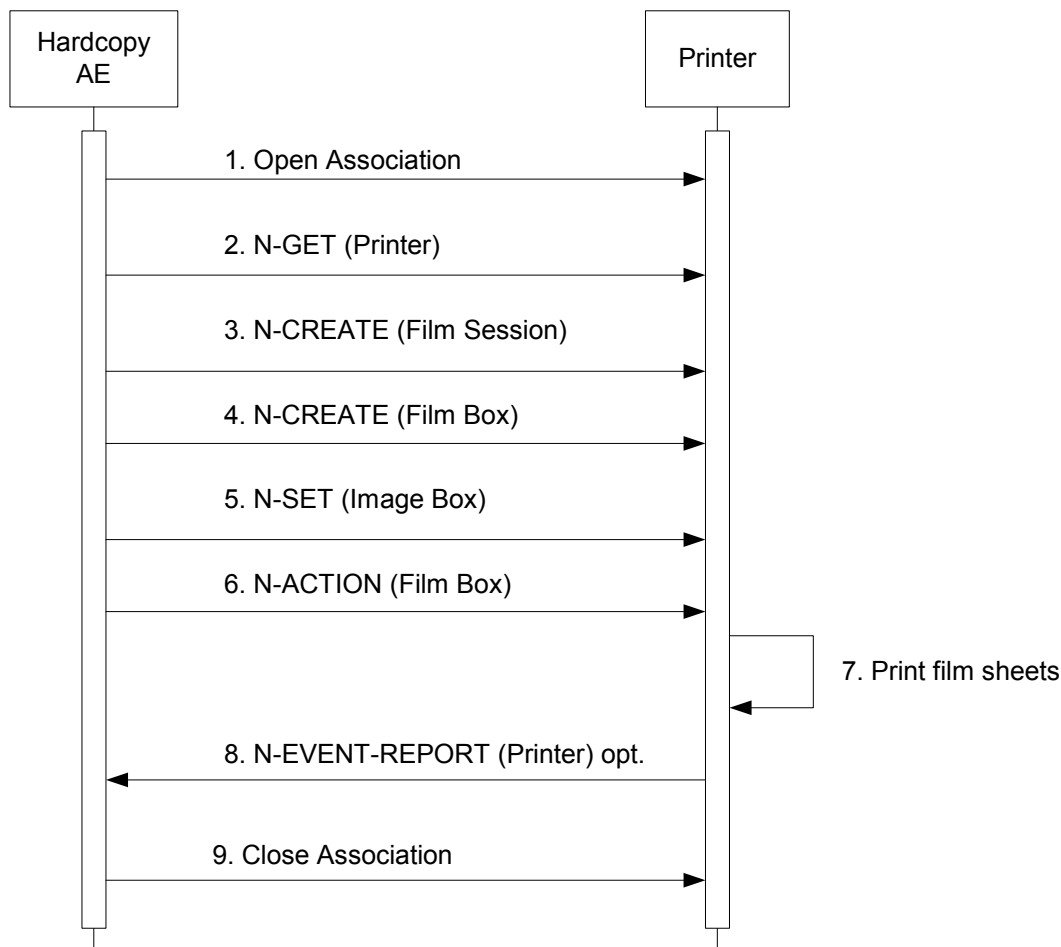 Hardcopy
AE
Printer
1. Open Association
2. N-GET (Printer)
3. N-CREATE (Film Session)
4. N-CREATE (Film Box)
5. N-SET (Image Box)
6. N-ACTION (Film Box)
7. Print film sheets
8. N-EVENT-REPORT (Printer) opt.
9. Close Association